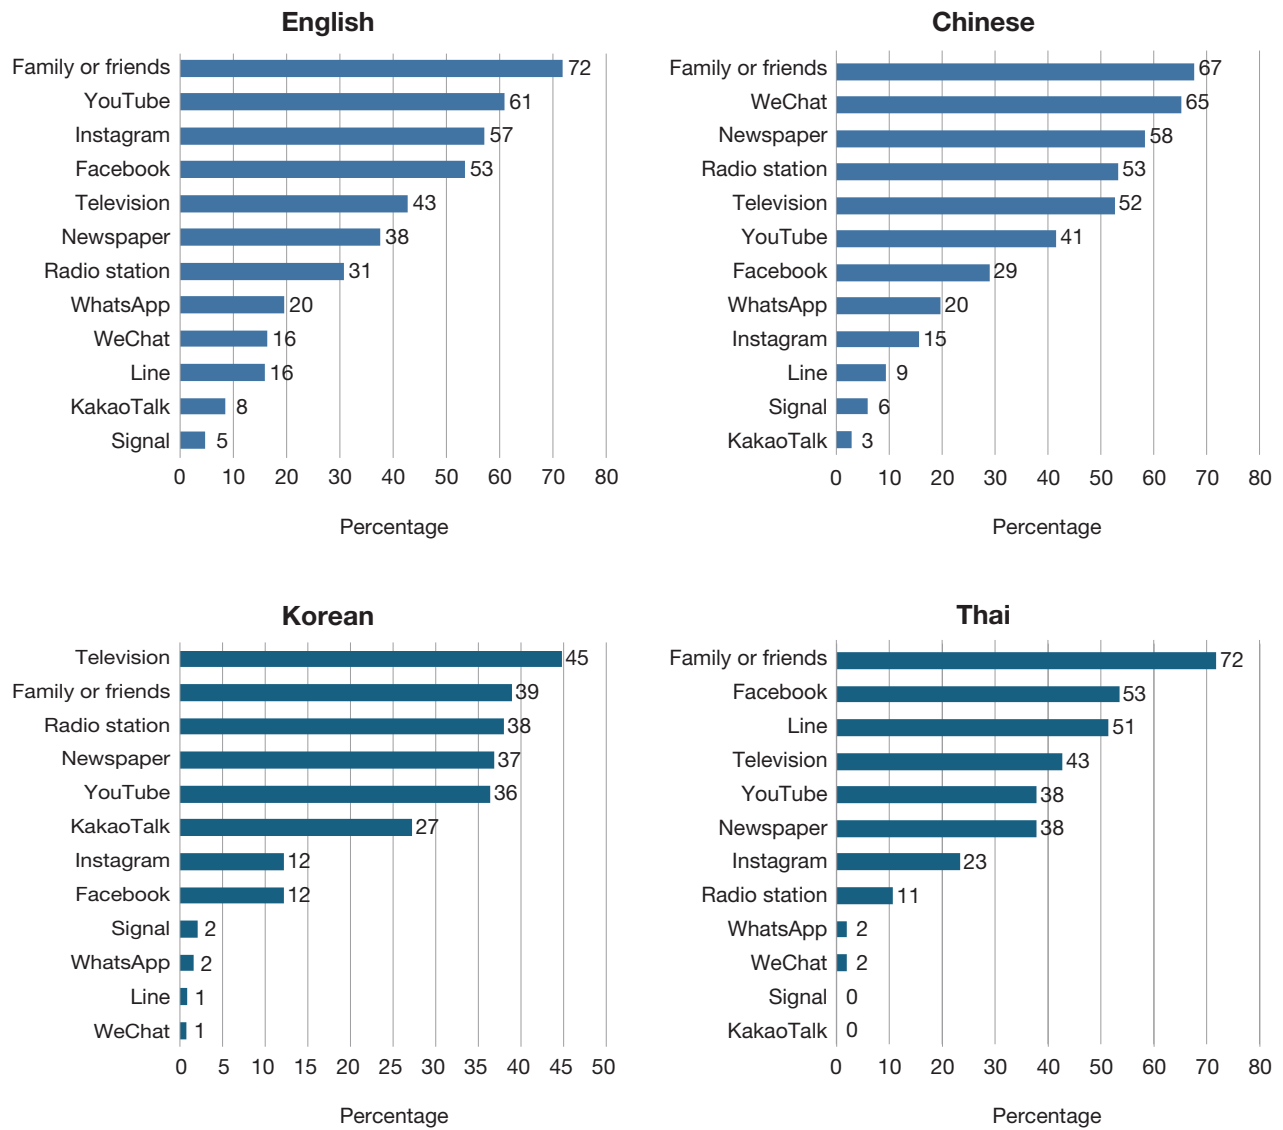 English
Family or friends 72
YouTube 61
Instagram 57
Facebook 53
Television 43
Newspaper 38
Radio station 31
WhatsApp 20
WeChat 16
Line 16
KakaoTalk 8
Signal 5
0 10 20 30 40 50 60 70 80
Percentage
Chinese
Family or friends 67
WeChat 65
Newspaper 58
Radio station 53
Television 52
YouTube 41
Facebook 29
WhatsApp 20
Instagram 15
Line 9
Signal 6
KakaoTalk 3
0 10 20 30 40 50 60 70 80
Percentage
Korean
Television 45
Family or friends 39
Radio station 38
Newspaper 37
YouTube 36
KakaoTalk 27
Instagram 12
Facebook 12
Signal 2
WhatsApp 2
Line 1
WeChat 1
0 5 10 15 20 25 30 35 40 45 50
Percentage
Thai
Family or friends 72
Facebook 53
Line 51
Television 43
YouTube 38
Newspaper 38
Instagram 23
Radio station 11
WhatsApp 2
WeChat 2
Signal 0
KakaoTalk 0
0 10 20 30 40 50 60 70 80
Percentage